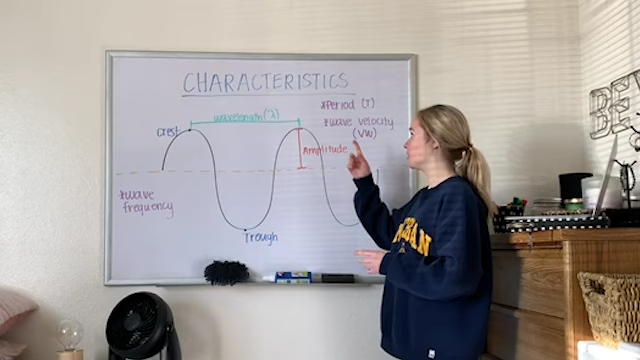 CHARACTERISTICS
*Period (T)
*wave velocity
(Vw)
wavelength (λ)
crest
Amplitude
*wave
frequency
Trough